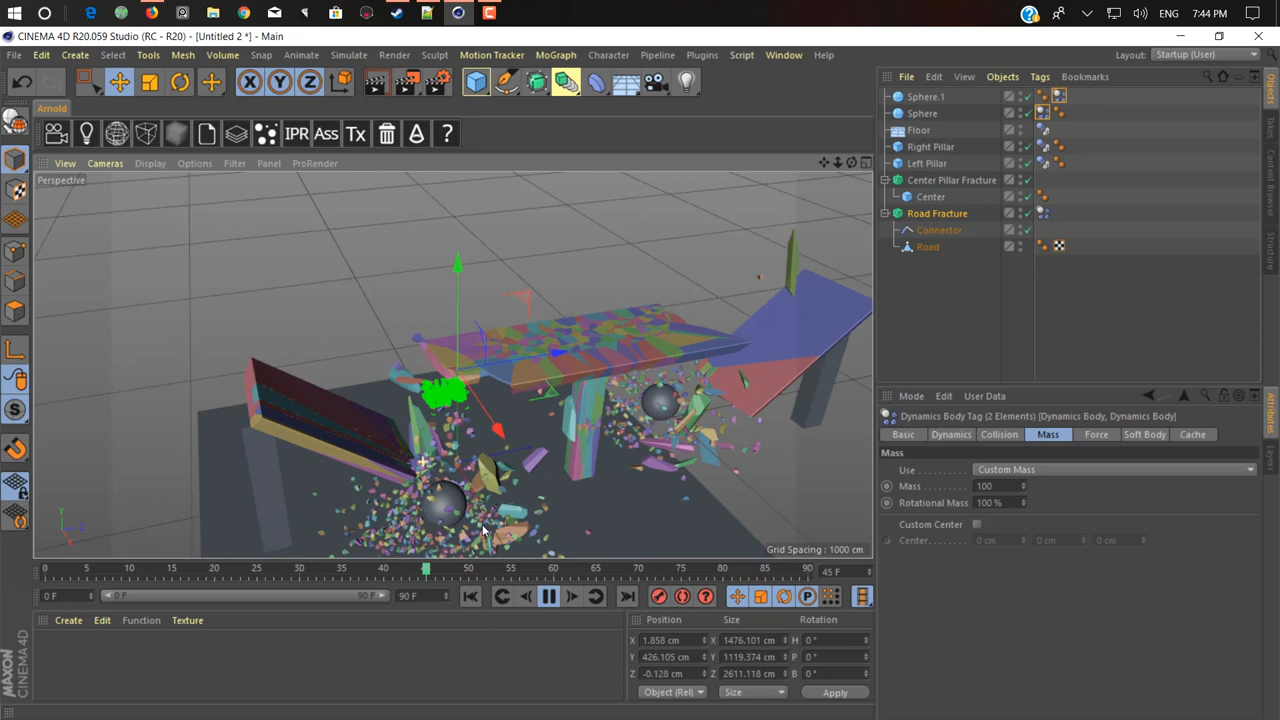 ENG 7:44 PM
CINEMA 4D R20.059 Studio (RC - R20) - [Untitled 2 *] - Main
File Edit Create Select Tools Mesh Volume Snap Animate Simulate Render Sculpt Motion Tracker MoGraph Character Pipeline Plugins Script Window Help Layout: Startup (User)
X Y Z
File Edit View Objects Tags Bookmarks
Arnold
IPR Ass Tx ?
View Cameras Display Options Filter Panel ProRender
Perspective
Sphere.1
Sphere
Floor
Right Pillar
Left Pillar
Center Pillar Fracture
Center
Road Fracture
Connector
Road
Objects
Takes
Content Browser
Structure
Mode Edit User Data
Dynamics Body Tag (2 Elements) [Dynamics Body, Dynamics Body]
Basic Dynamics Collision Mass Force Soft Body Cache
Mass
Use Custom Mass
Mass 100
Rotational Mass 100 %
Custom Center
Center 0 cm 0 cm 0 cm
Attributes
Layers
Y Z X
Grid Spacing : 1000 cm
0 5 10 15 20 25 30 35 40 50 55 60 65 70 75 80 85 90 45 F
0 F 0 F 90 F 90 F
Create Edit Function Texture
Position Size Rotation
X 1.858 cm X 1476.101 cm H 0 °
Y 426.105 cm Y 1119.374 cm P 0 °
Z -0.128 cm Z 2611.118 cm B 0 °
Object (Rel) Size Apply
MAXON
CINEMA 4D